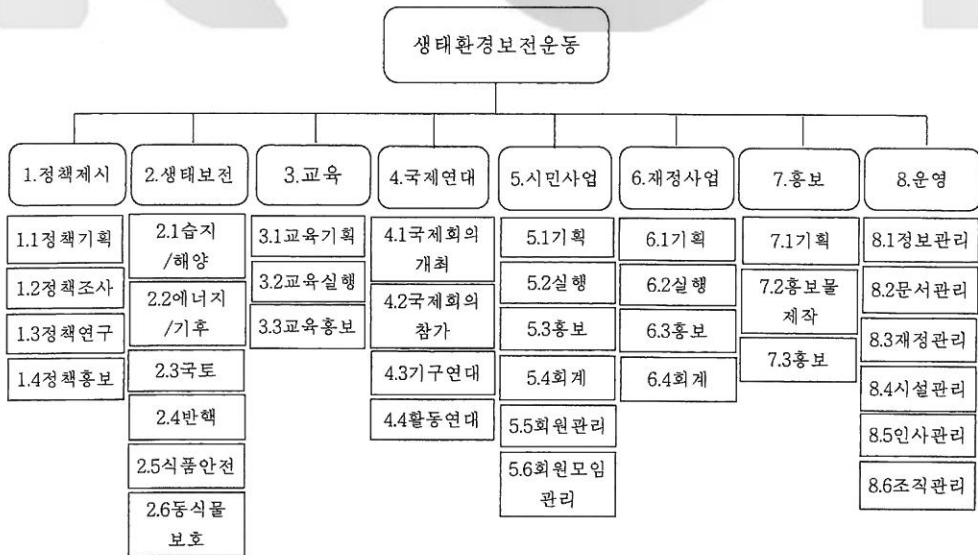 생태환경보전운동
1.정책제시
2.생태보전
3.교육
4.국제연대
5.시민사업
6.재정사업
7.홍보
8.운영
1.1정책기획
1.2정책조사
1.3정책연구
1.4정책홍보
2.1습지
/해양
2.2에너지
/기후
2.3국토
2.4반핵
2.5식품안전
2.6동식물
보호
3.1교육기획
3.2교육실행
3.3교육홍보
4.1국제회의
개최
4.2국제회의
참가
4.3기구연대
4.4활동연대
5.1기획
5.2실행
5.3홍보
5.4회계
5.5회원관리
5.6회원모임
관리
6.1기획
6.2실행
6.3홍보
6.4회계
7.1기획
7.2홍보물
제작
7.3홍보
8.1정보관리
8.2문서관리
8.3재정관리
8.4시설관리
8.5인사관리
8.6조직관리